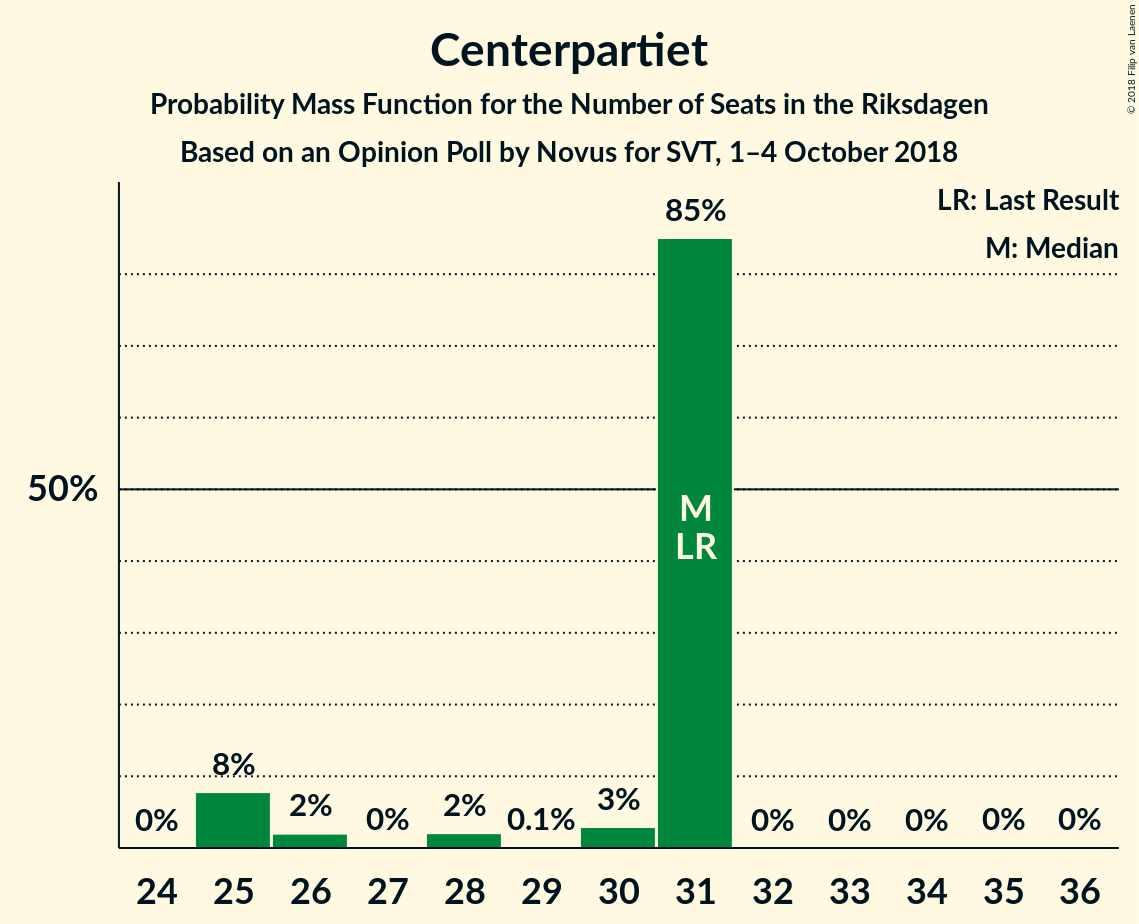 Centerpartiet
Probability Mass Function for the Number of Seats in the Riksdagen
Based on an Opinion Poll by Novus for SVT, 1–4 October 2018
© 2018 Filip van Laenen
LR: Last Result
M: Median
50%
0%
8%
2%
0%
2%
0.1%
3%
85%
0%
0%
0%
0%
0%
M
LR
24 25 26 27 28 29 30 31 32 33 34 35 36